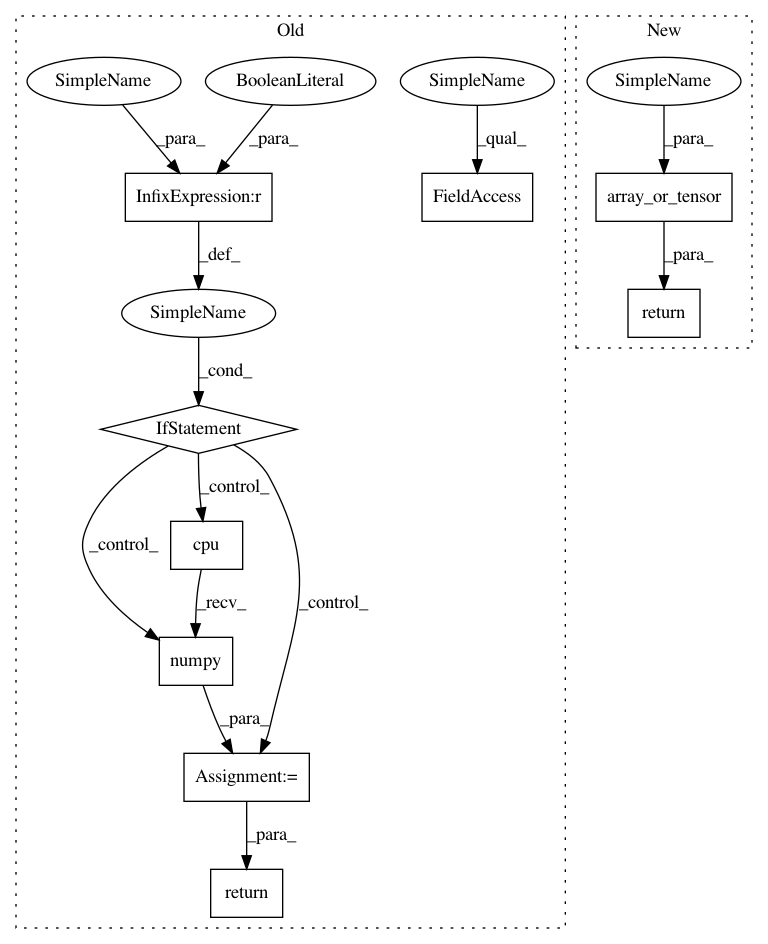 Old
New
SimpleName
BooleanLiteral
SimpleName
SimpleName
_para_
_para_
_qual_
_para_
InfixExpression:r
FieldAccess
array_or_tensor
_def_
_para_
SimpleName
return
_cond_
IfStatement
_control_
_control_
cpu
_recv_
_control_
numpy
_para_
Assignment:=
_para_
return